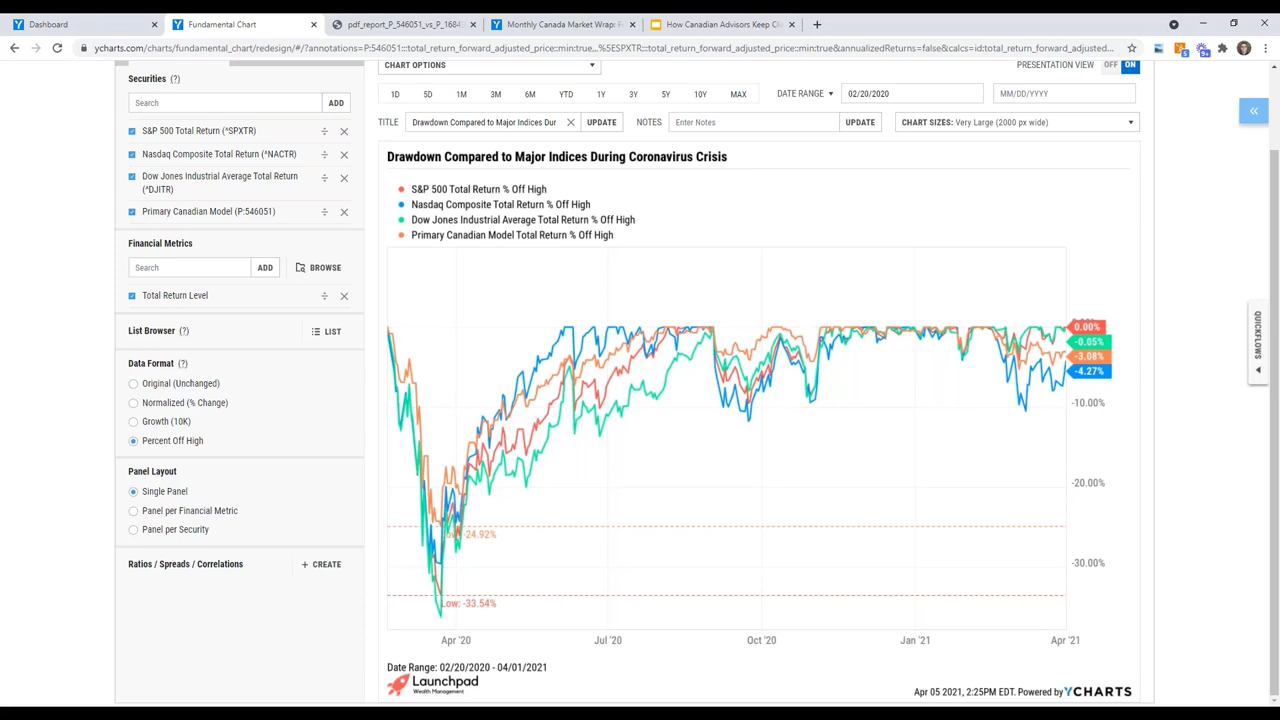 Dashboard
Fundamental Chart
pdf_report_P_546051_vs_P_1684
Monthly Canada Market Wrap: F
How Canadian Advisors Keep Cli
ycharts.com/charts/fundamental_chart/redesign/#/?annotations=P:546051::total_return_forward_adjusted_price::min:true...%5ESPXTR::total_return_forward_adjusted_price::min:true&annualizedReturns=false&calcs=id:total_return_forward_adjusted_...
Securities (?)
Search
ADD
S&P 500 Total Return (^SPXTR)
Nasdaq Composite Total Return (^NACTR)
Dow Jones Industrial Average Total Return
(^DJITR)
Primary Canadian Model (P:546051)
Financial Metrics
Search
ADD
BROWSE
Total Return Level
List Browser (?)
LIST
Data Format (?)
Original (Unchanged)
Normalized (% Change)
Growth (10K)
Percent Off High
Panel Layout
Single Panel
Panel per Financial Metric
Panel per Security
Ratios / Spreads / Correlations
+ CREATE
CHART OPTIONS
PRESENTATION VIEW OFF ON
1D 5D 1M 3M 6M YTD 1Y 3Y 5Y 10Y MAX
DATE RANGE
02/20/2020
MM/DD/YYYY
TITLE
Drawdown Compared to Major Indices Dur
UPDATE
NOTES
Enter Notes
UPDATE
CHART SIZES: Very Large (2000 px wide)
Drawdown Compared to Major Indices During Coronavirus Crisis
S&P 500 Total Return % Off High
Nasdaq Composite Total Return % Off High
Dow Jones Industrial Average Total Return % Off High
Primary Canadian Model Total Return % Off High
0.00%
-0.05%
-3.08%
-4.27%
-10.00%
-20.00%
-30.00%
Low: -24.92%
Low: -33.54%
Apr '20
Jul '20
Oct '20
Jan '21
Apr '21
Date Range: 02/20/2020 - 04/01/2021
Launchpad
Wealth Management
Apr 05 2021, 2:25PM EDT. Powered by YCHARTS
QUICKFLOWS